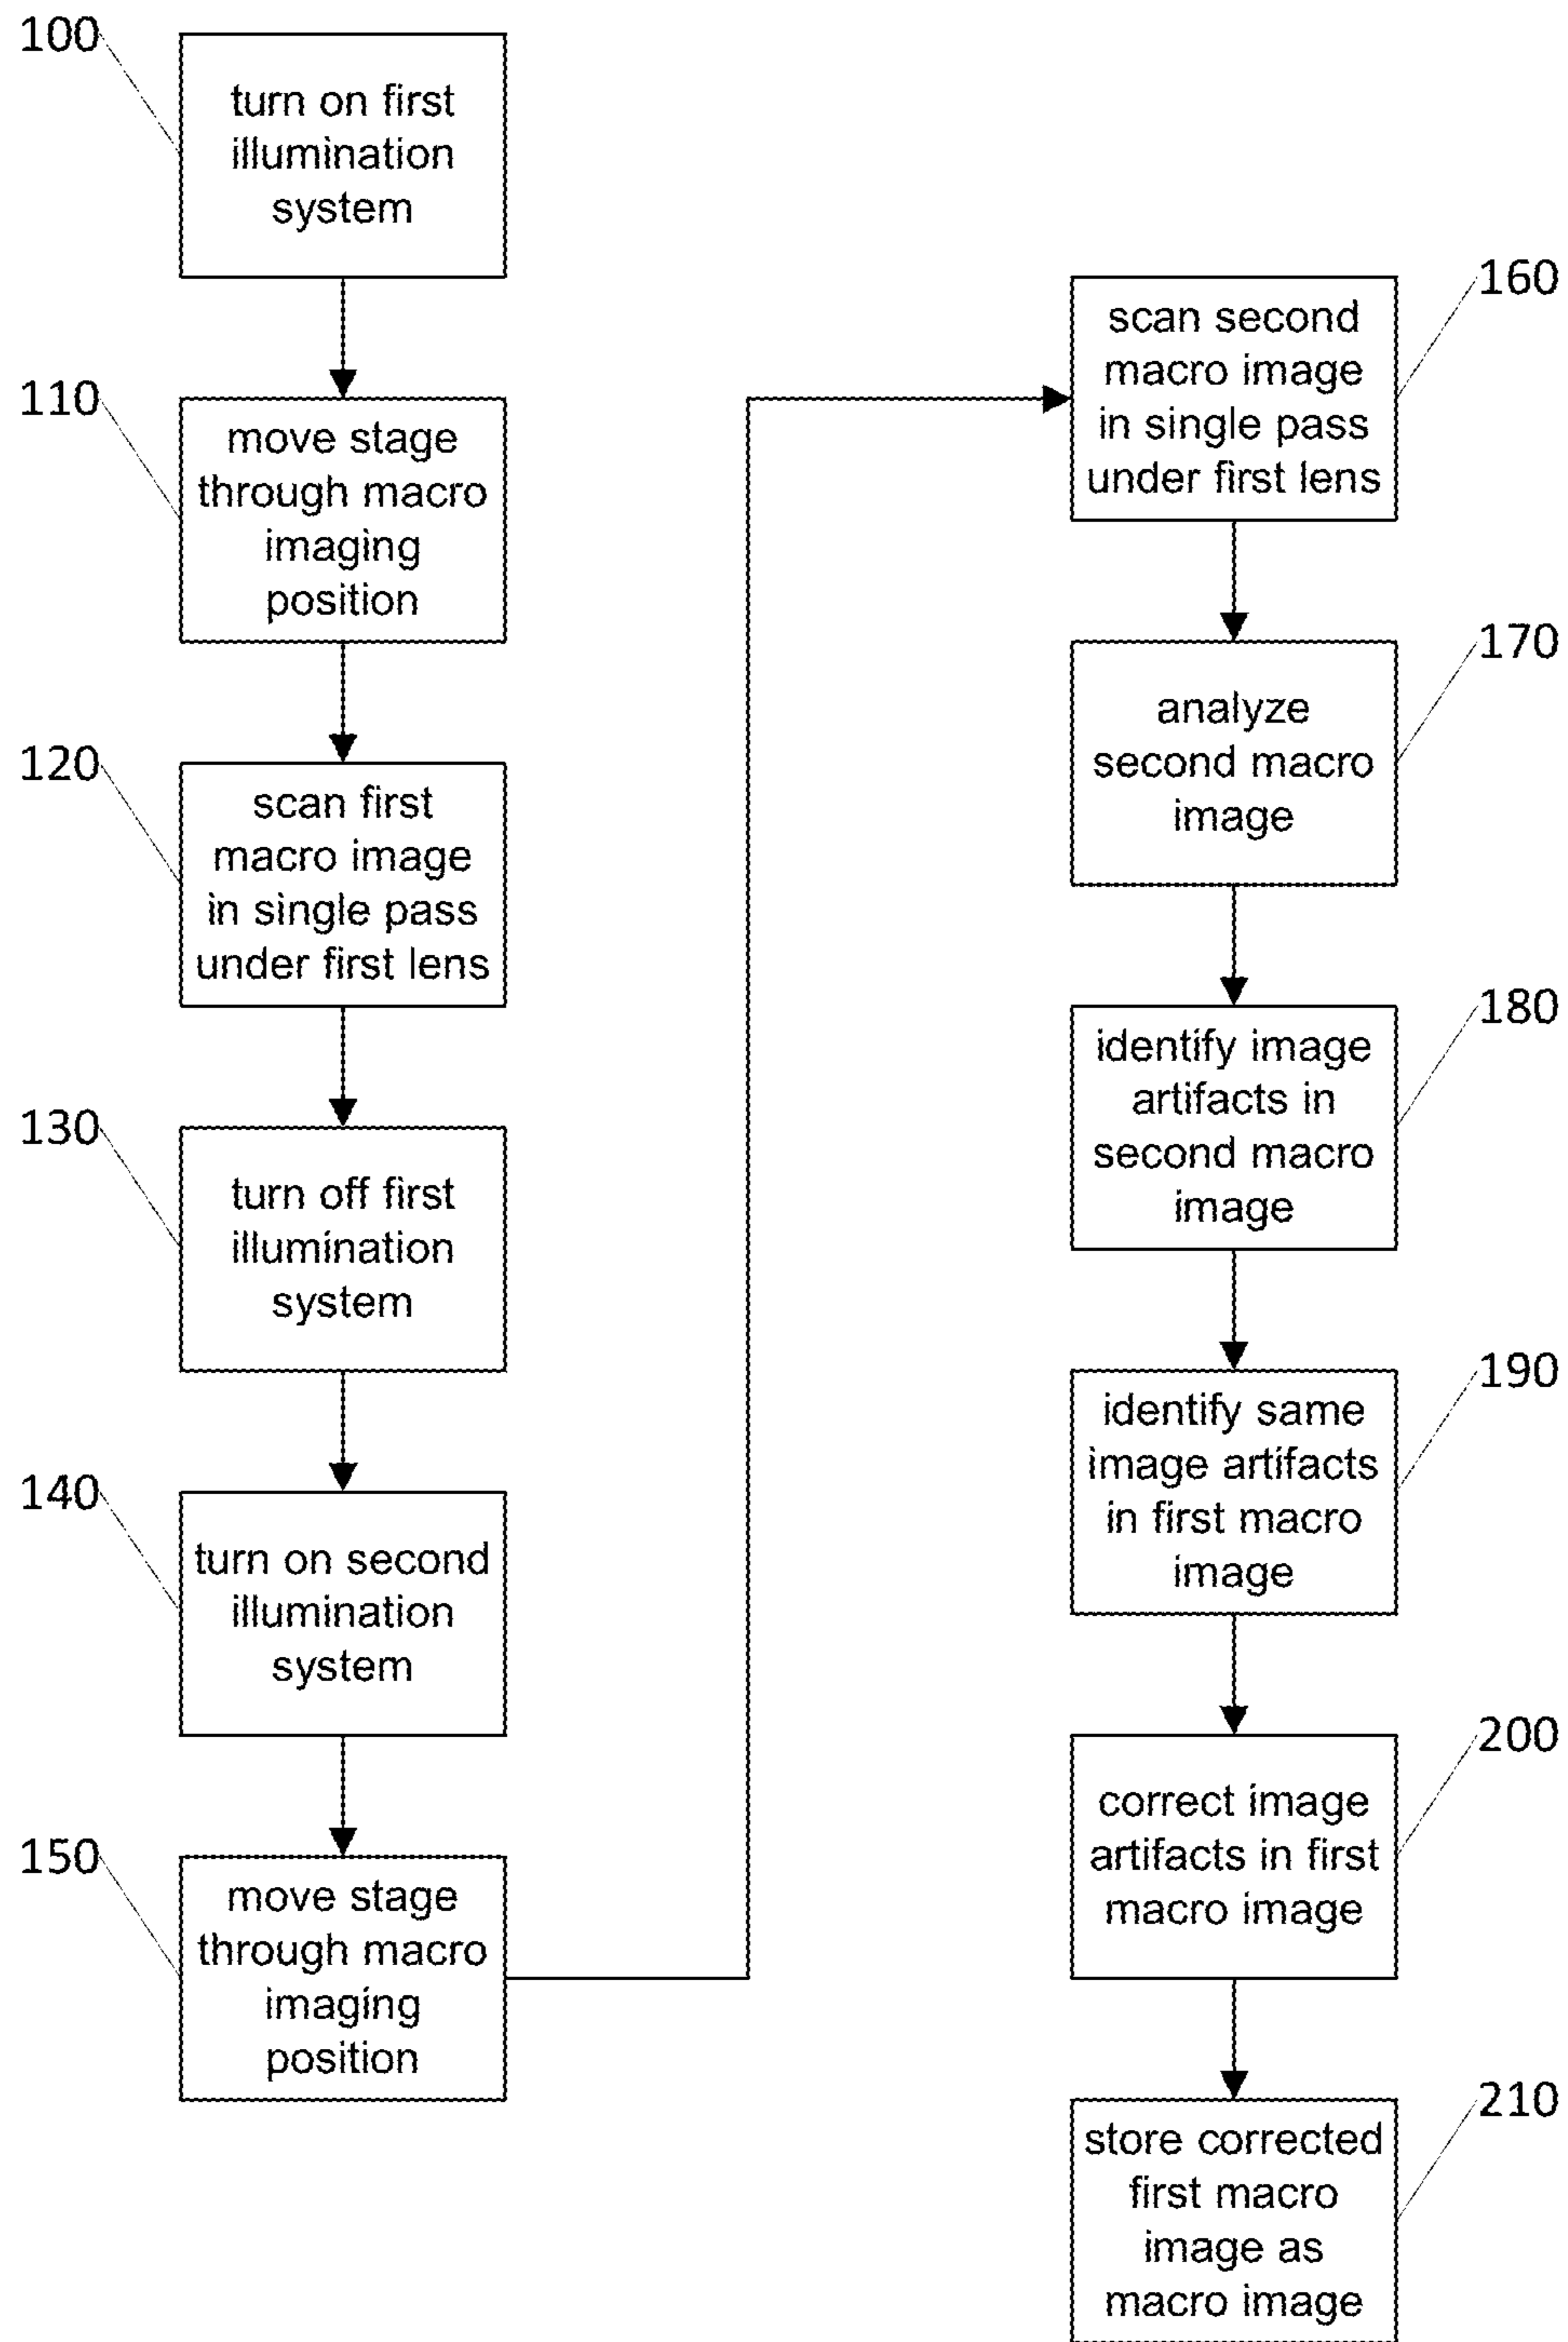 100
turn on first
illumination
system
110
move stage
through macro
imaging
position
120
scan first
macro image
in single pass
under first lens
130
turn off first
illumination
system
140
turn on second
illumination
system
150
move stage
through macro
imaging
position
160
scan second
macro image
in single pass
under first lens
170
analyze
second macro
image
180
identify image
artifacts in
second macro
image
190
identify same
image artifacts
in first macro
image
200
correct image
artifacts in first
macro image
210
store corrected
first macro
image as
macro image